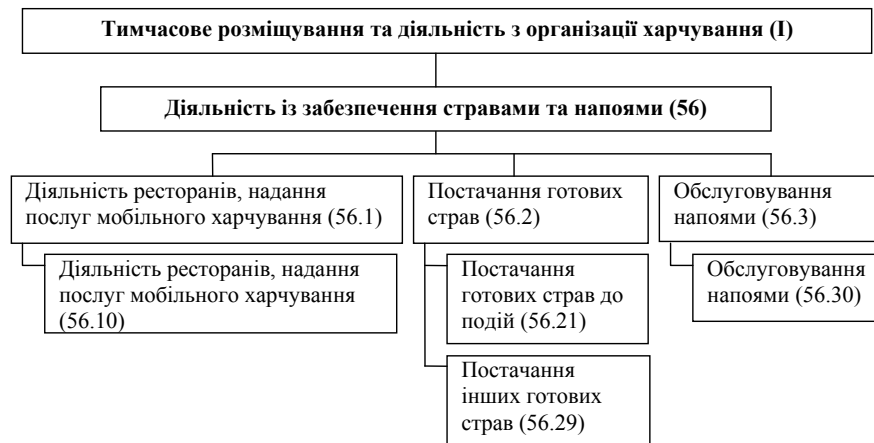 Тимчасове розміщування та діяльність з організації харчування (I)
Діяльність із забезпечення стравами та напоями (56)
Діяльність ресторанів, надання
послуг мобільного харчування (56.1)
Діяльність ресторанів, надання
послуг мобільного харчування
(56.10)
Постачання готових
страв (56.2)
Постачання
готових страв до
подій (56.21)
Постачання
інших готових
страв (56.29)
Обслуговування
напоями (56.3)
Обслуговування
напоями (56.30)